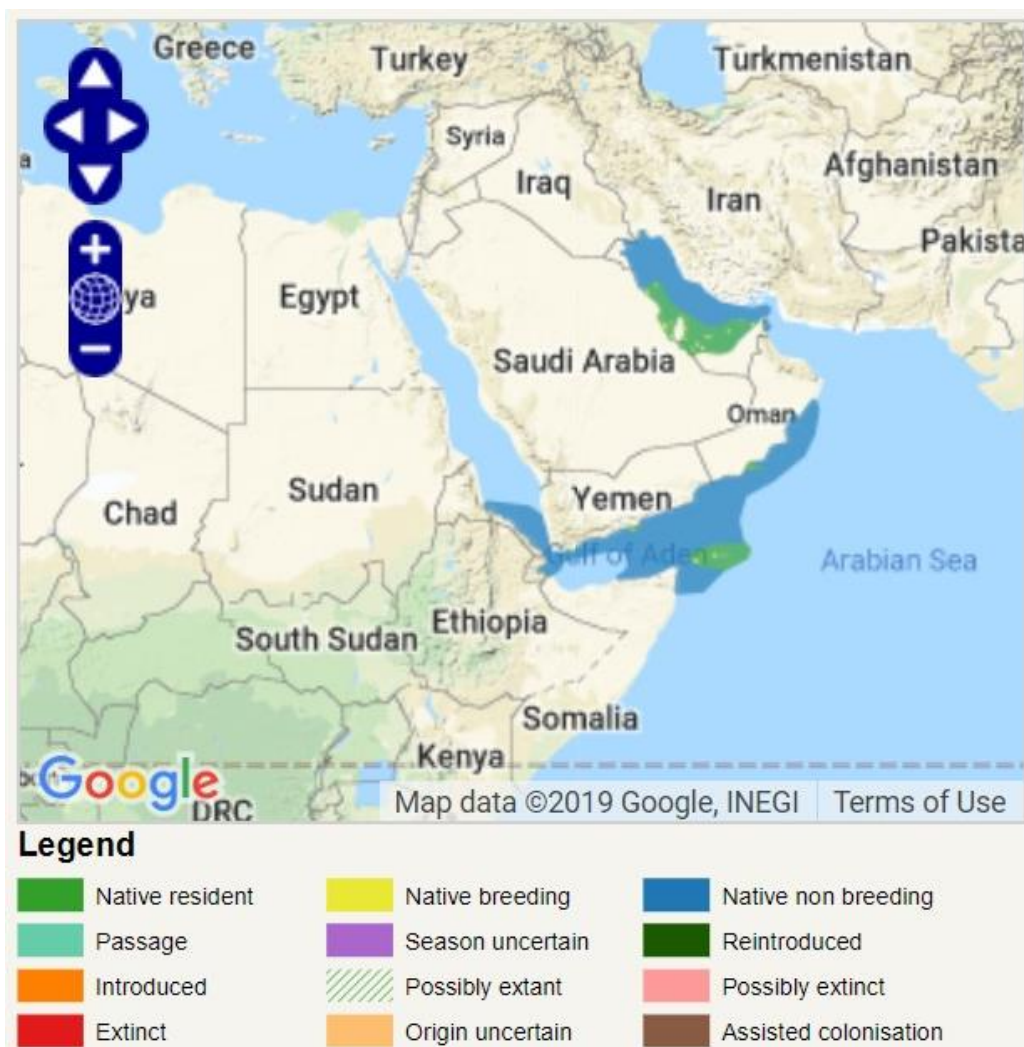 Greece
Turkey
Turkmenistan
Syria
Afghanistan
Iraq
Iran
Pakista
ya
Egypt
Saudi Arabia
Oman
Chad
Sudan
Yemen
Gulf of Aden
Arabian Sea
Ethiopia
South Sudan
Somalia
Kenya
Google
DRC
Map data ©2019 Google, INEGI
Terms of Use
Legend
Native resident
Native breeding
Native non breeding
Passage
Season uncertain
Reintroduced
Introduced
Possibly extant
Possibly extinct
Extinct
Origin uncertain
Assisted colonisation